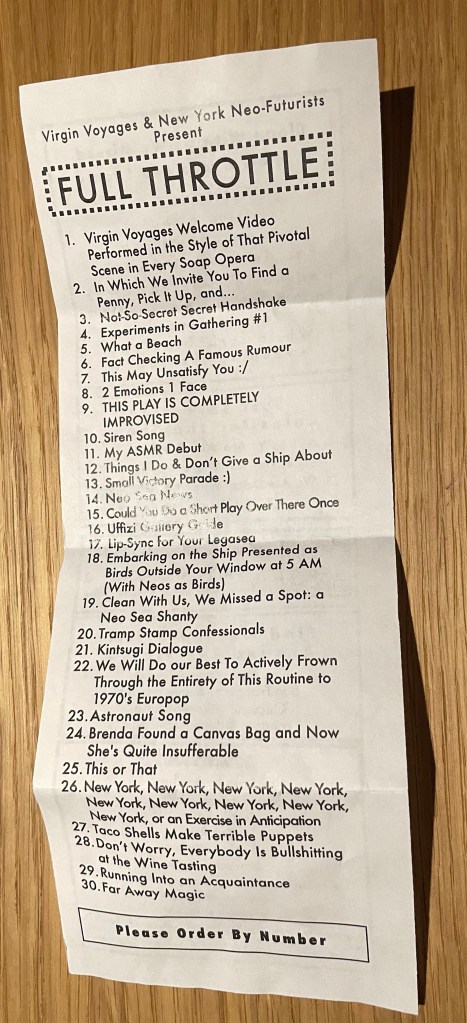 Virgin Voyages & New York Neo-Futurists
Present
FULL THROTTLE
1. Virgin Voyages Welcome Video
Performed in the Style of That Pivotal
Scene in Every Soap Opera
2. In Which We Invite You To Find a
Penny, Pick It Up, and...
3. Not-So-Secret Secret Handshake
4. Experiments in Gathering #1
5. What a Beach
6. Fact Checking A Famous Rumour
7. This May Unsatisfy You :/
8. 2 Emotions 1 Face
9. THIS PLAY IS COMPLETELY
IMPROVISED
10. Siren Song
11. My ASMR Debut
12. Things I Do & Don't Give a Ship About
13. Small Victory Parade :)
14. Neo Sea News
15. Could You Do a Short Play Over There Once
16. Uffizi Gallery Guide
17. Lip-Sync for Your Legasea
18. Embarking on the Ship Presented as
Birds Outside Your Window at 5 AM
(With Neos as Birds)
19. Clean With Us, We Missed a Spot: a
Neo Sea Shanty
20. Tramp Stamp Confessionals
21. Kintsugi Dialogue
22. We Will Do our Best To Actively Frown
Through the Entirety of This Routine to
1970's Europop
23. Astronaut Song
24. Brenda Found a Canvas Bag and Now
She's Quite Insufferable
25. This or That
26. New York, New York, New York, New York,
New York, New York, New York, New York,
New York, or an Exercise in Anticipation
27. Taco Shells Make Terrible Puppets
28. Don't Worry, Everybody Is Bullshitting
at the Wine Tasting
29. Running Into an Acquaintance
30. Far Away Magic
Please Order By Number